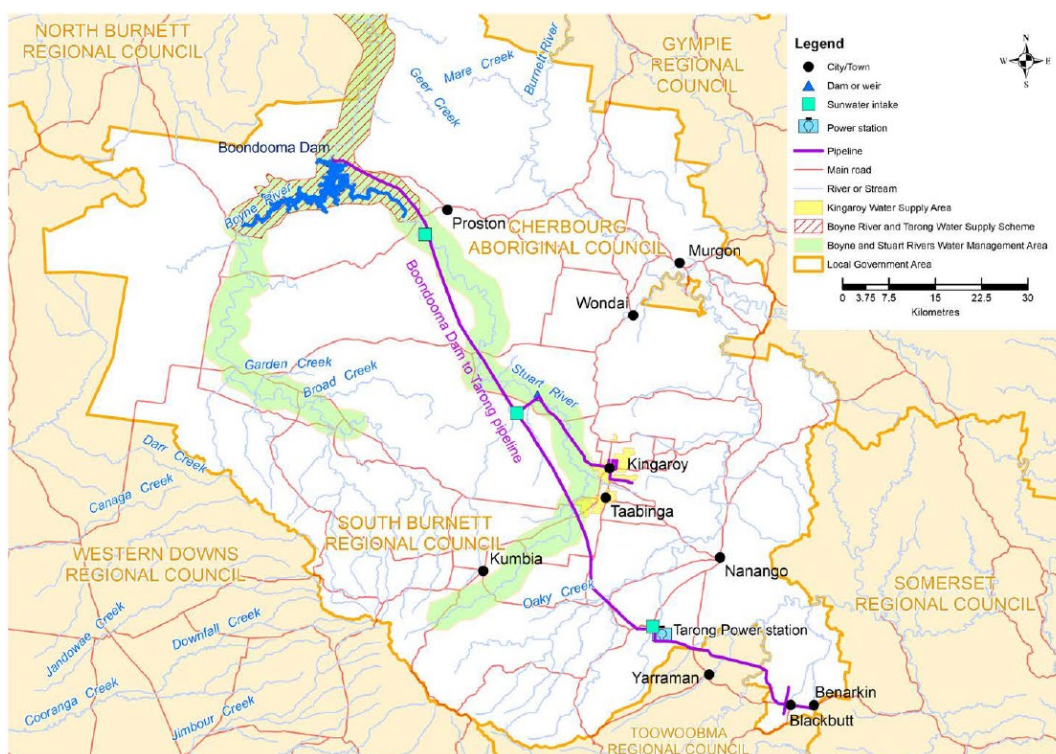 NORTH BURNETT
REGIONAL COUNCIL
Geer Creek
Mare Creek
Burnett River
GYMPIE
REGIONAL
COUNCIL
Legend
City/Town
Dam or weir
Sunwater intake
Power station
Pipeline
Main road
River or Stream
Kingaroy Water Supply Area
Boyne River and Tarong Water Supply Scheme
Boyne and Stuart Rivers Water Management Area
Local Government Area
0 3.75 7.5 15 22.5 30
Kilometres
N
W E
S
Boondooma Dam
Boyne River
Proston
CHERBOURG
ABORIGINAL COUNCIL
Murgon
Wondai
Boondooma Dam to Tarong pipeline
Garden Creek
Broad Creek
Stuart River
Darr Creek
Canaga Creek
Kingaroy
Taabinga
SOUTH BURNETT
REGIONAL COUNCIL
WESTERN DOWNS
REGIONAL COUNCIL
Kumbia
Nanango
SOMERSET
REGIONAL COUNCIL
Oaky Creek
Jandowae Creek
Downfall Creek
Tarong Power station
Cooranga Creek
Jimbour Creek
Yarraman
Benarkin
Blackbutt
TOOWOOBMA
REGIONAL COUNCIL